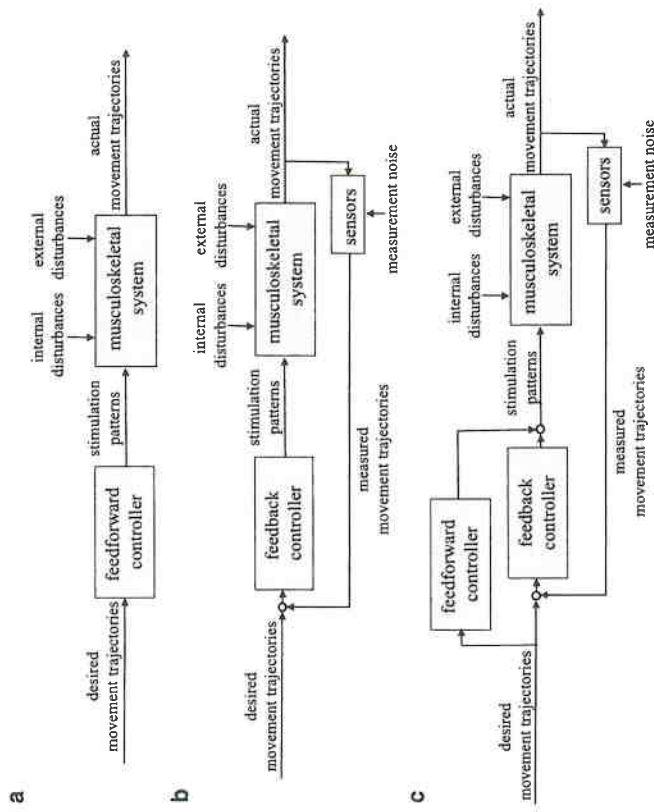 a
desired
movement trajectories
feedforward
controller
stimulation
patterns
internal
disturbances
external
disturbances
musculoskeletal
system
actual
movement trajectories
b
desired
movement trajectories
feedback
controller
stimulation
patterns
internal
disturbances
external
disturbances
musculoskeletal
system
actual
movement trajectories
sensors
measurement noise
measured
movement trajectories
c
desired
movement trajectories
feedforward
controller
feedback
controller
stimulation
patterns
internal
disturbances
external
disturbances
musculoskeletal
system
actual
movement trajectories
sensors
measurement noise
measured
movement trajectories